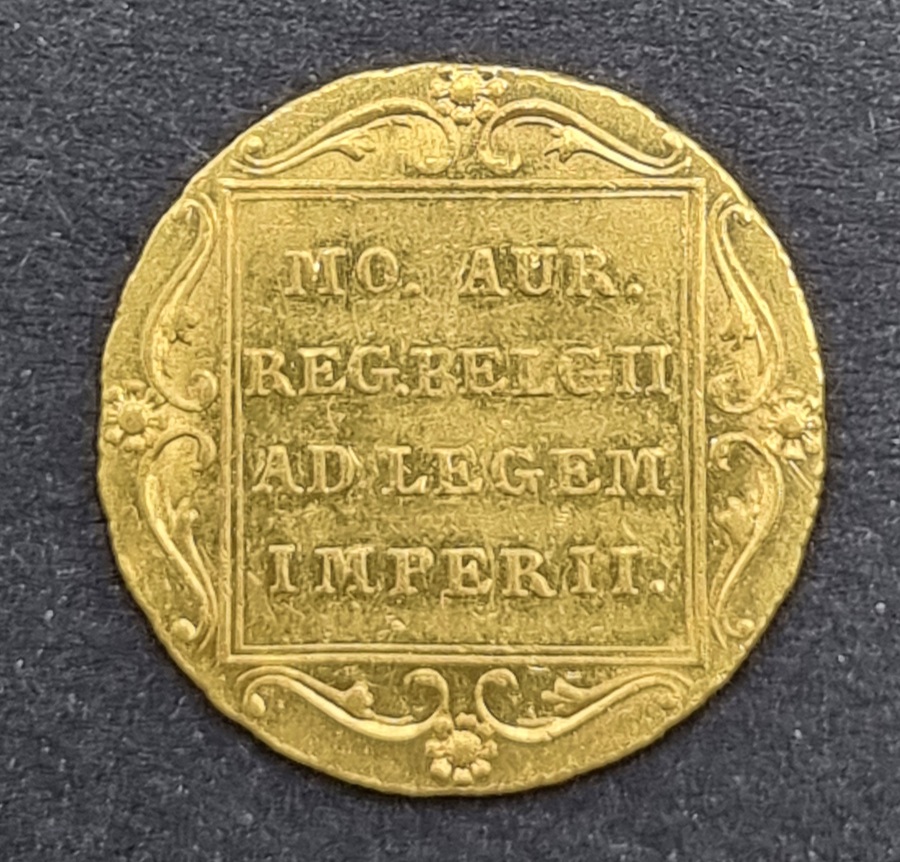 MO. AUR.
REG.BELGII
AD LEGEM
IMPERII.